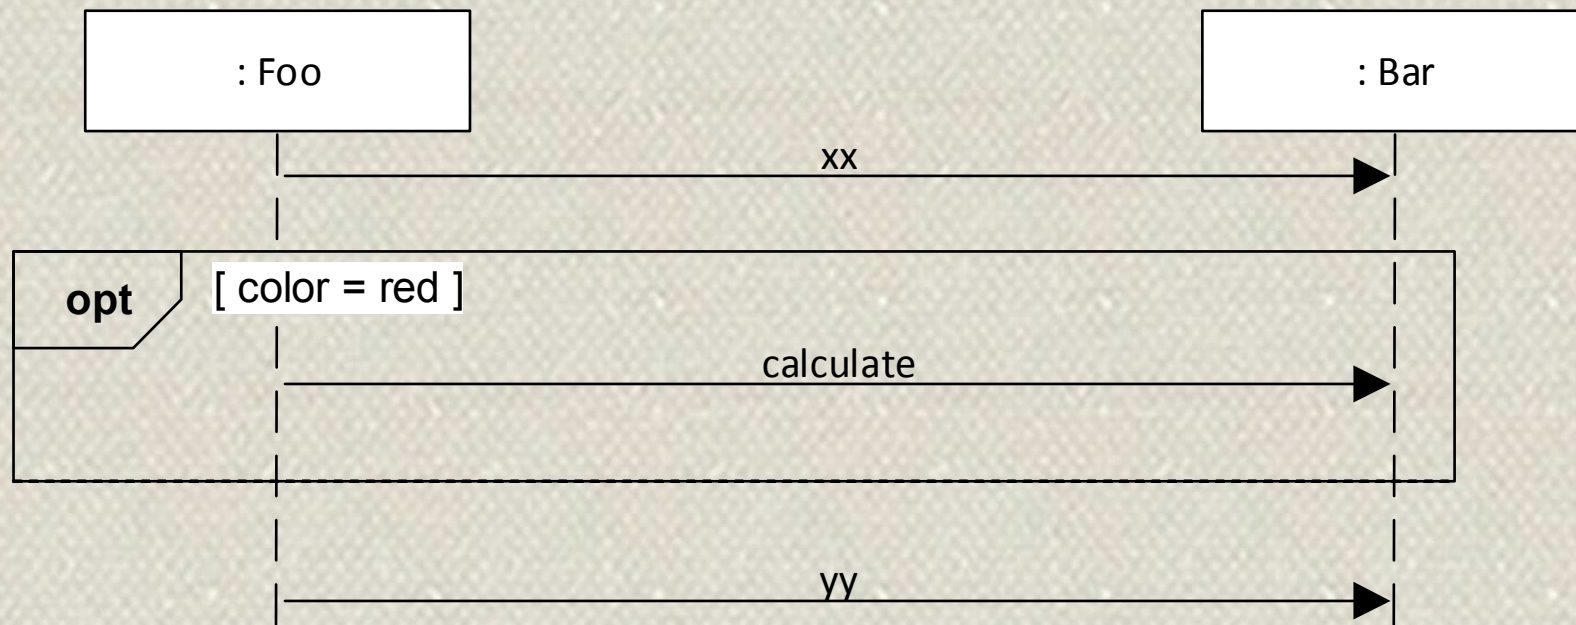 : Foo
: Bar
xx
opt
[ color = red ]
calculate
yy